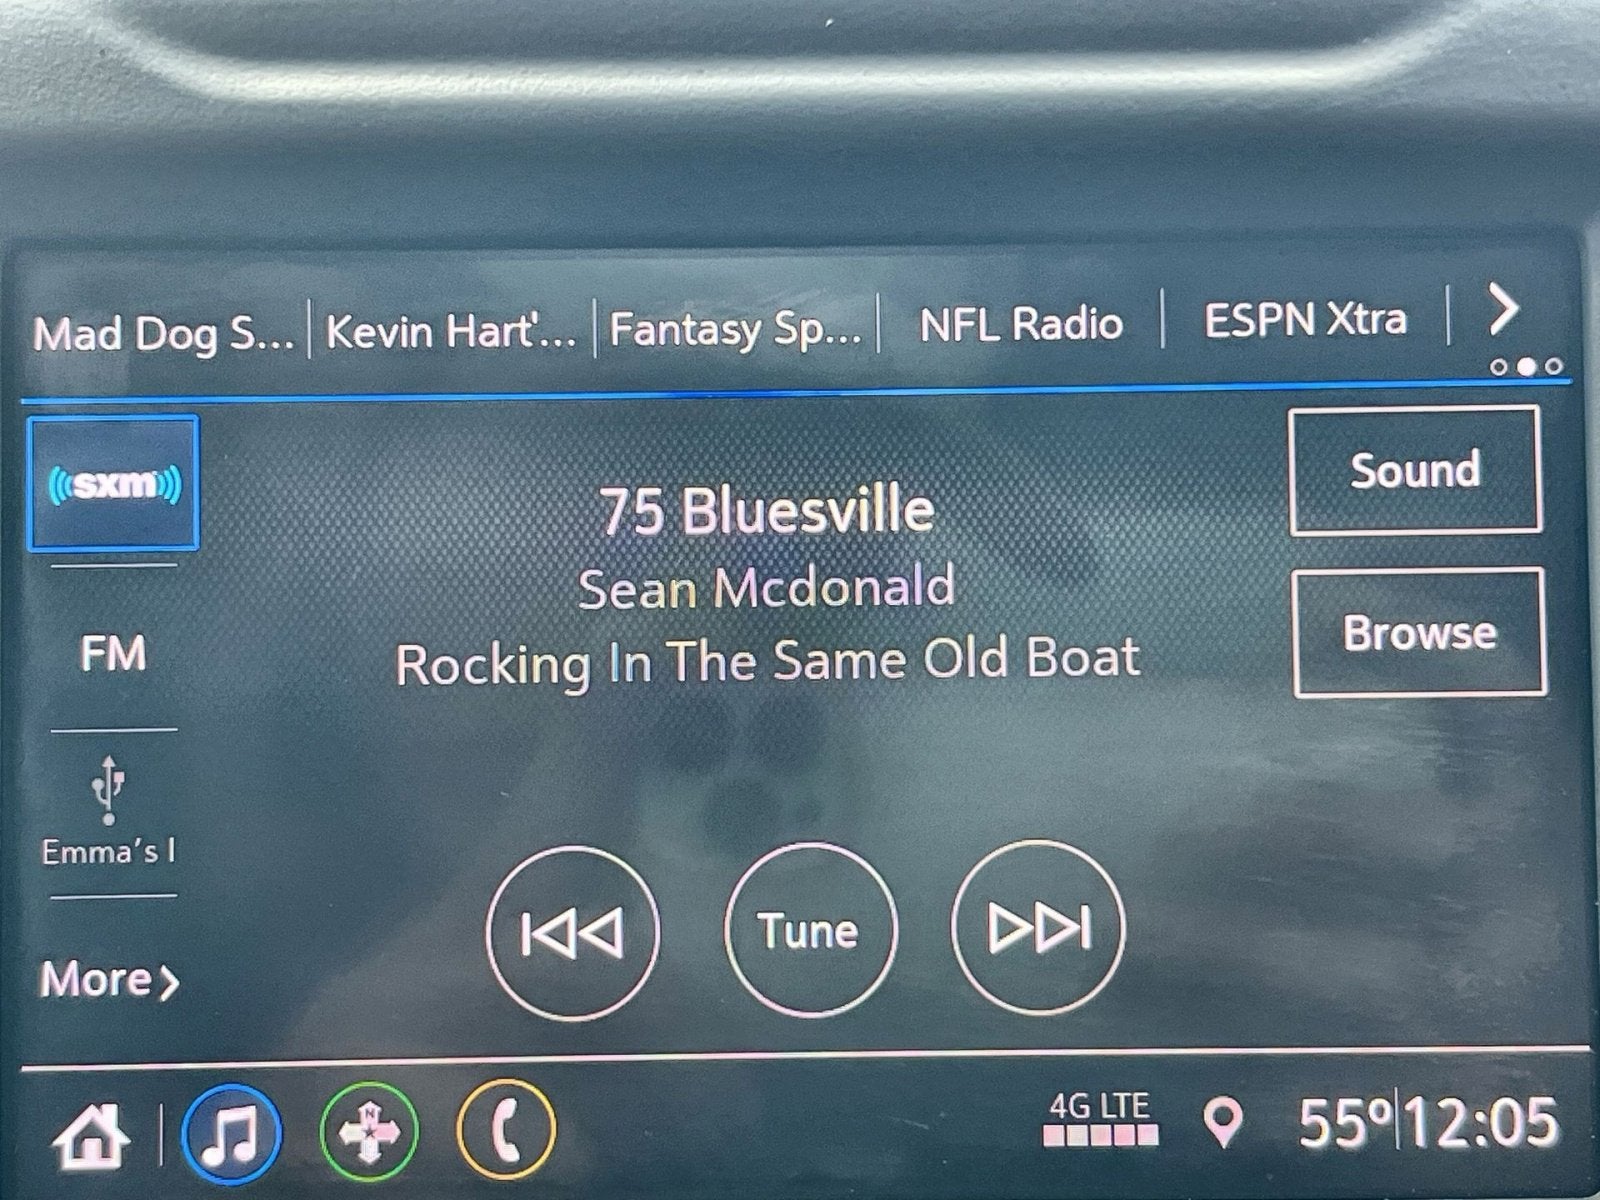 Mad Dog S... Kevin Hart'... Fantasy Sp... NFL Radio ESPN Xtra
sxm
Sound
75 Bluesville
Sean Mcdonald
Browse
FM
Rocking In The Same Old Boat
Emma's I
Tune
More
N
4G LTE
55° 12:05